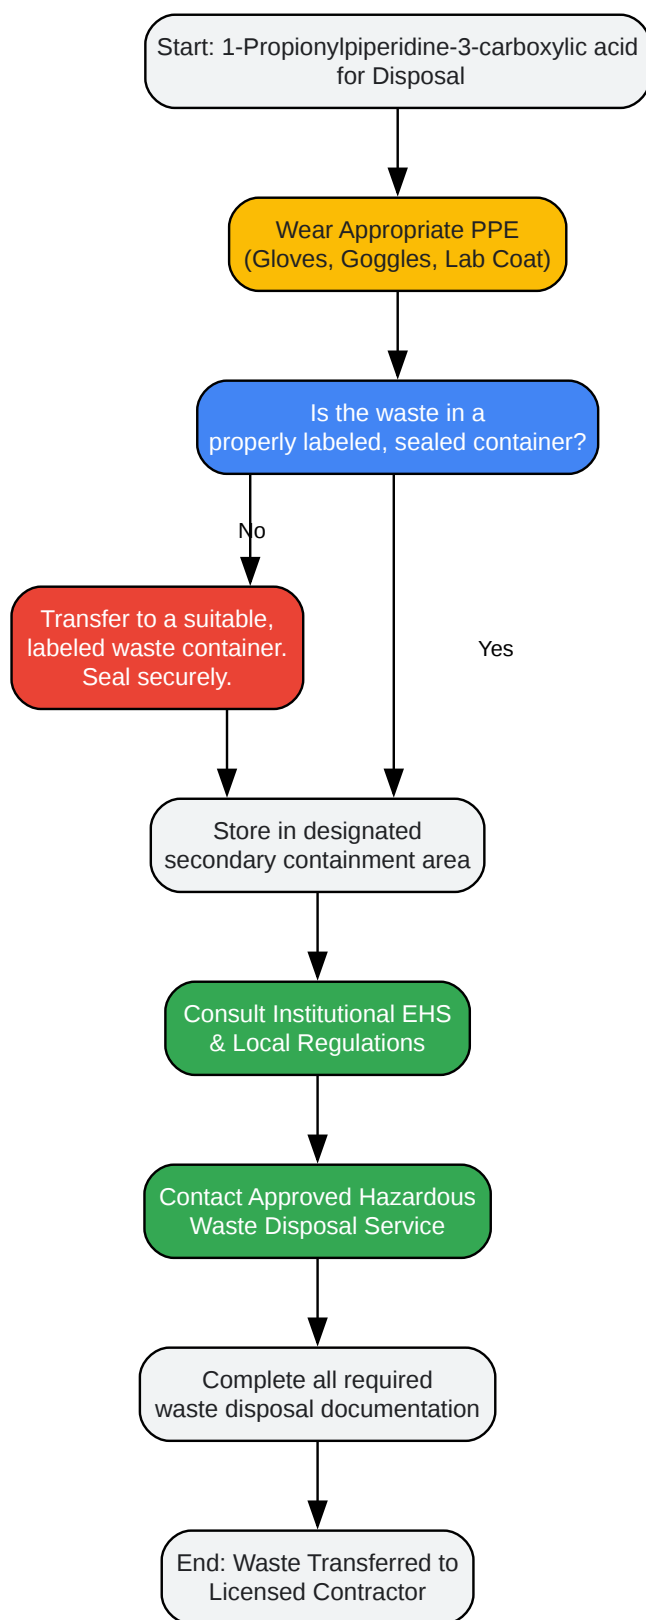 Start: 1-Propionylpiperidine-3-carboxylic acid
for Disposal
Wear Appropriate PPE
(Gloves, Goggles, Lab Coat)
Is the waste in a
properly labeled, sealed container?
No
Transfer to a suitable,
labeled waste container.
Seal securely.
Yes
Store in designated
secondary containment area
Consult Institutional EHS
& Local Regulations
Contact Approved Hazardous
Waste Disposal Service
Complete all required
waste disposal documentation
End: Waste Transferred to
Licensed Contractor